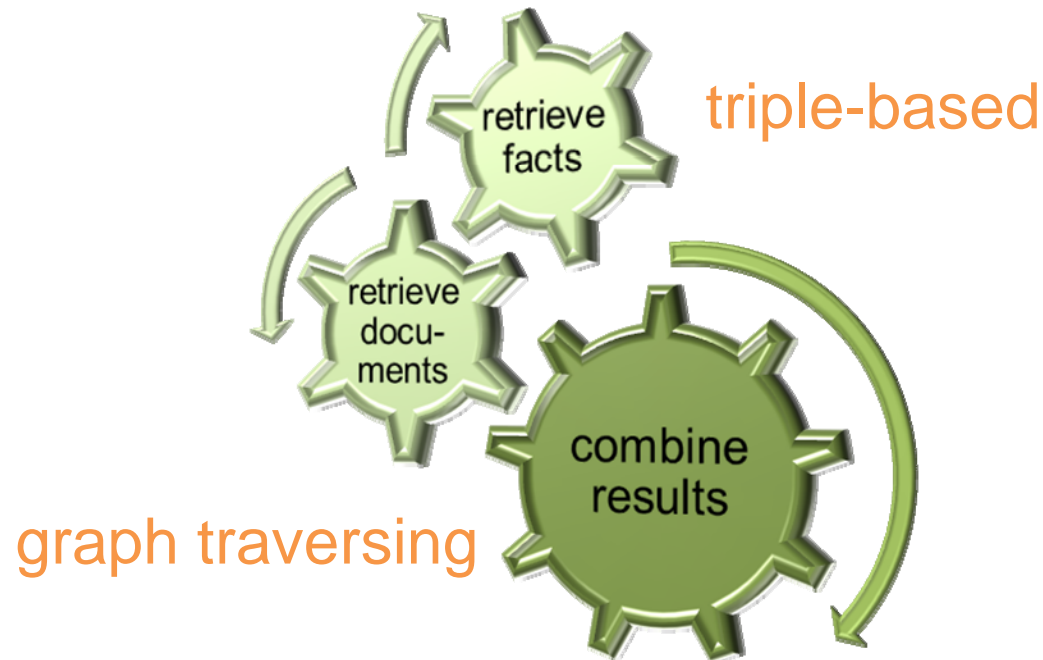 retrieve
facts
triple-based
retrieve
docu-
ments
combine
results
graph traversing